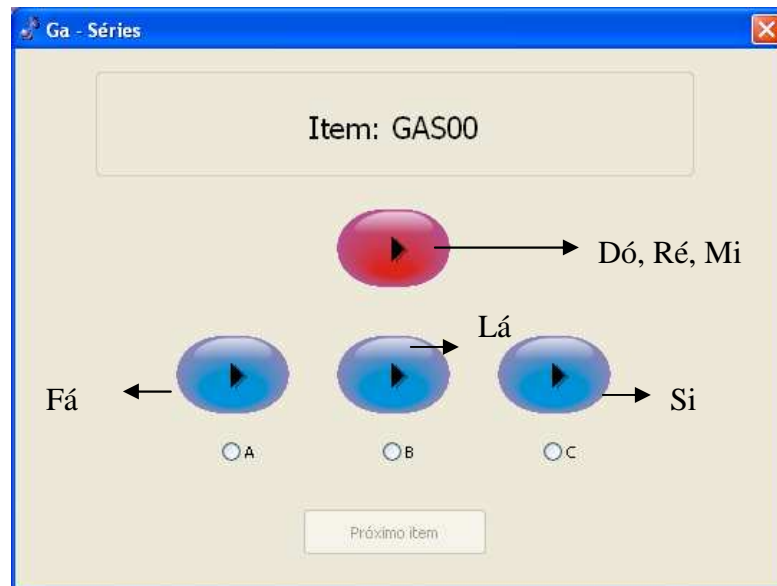 Ga - Séries
Item: GAS00
Dó, Ré, Mi
Lá
Fá
Si
A
B
C
Próximo item